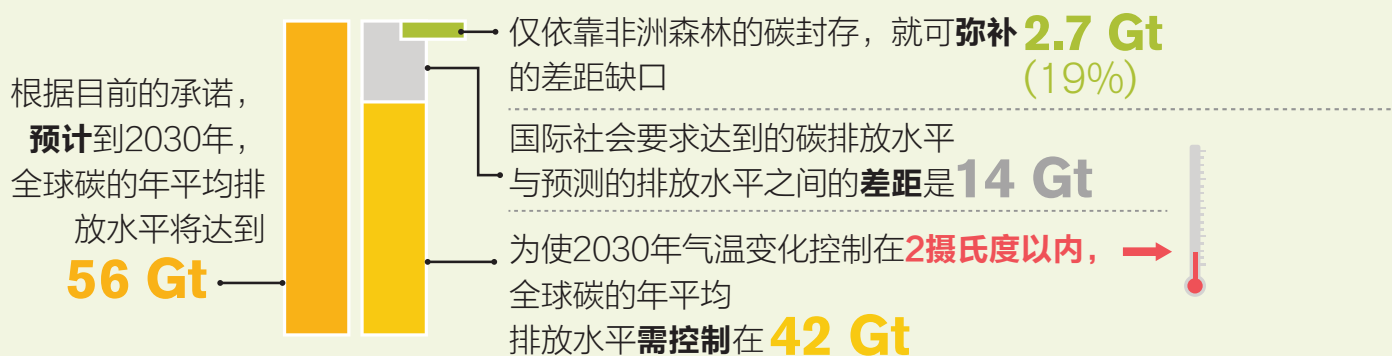 根据目前的承诺，
预计到2030年，
全球碳的年平均排
放水平将达到
56 Gt
仅依靠非洲森林的碳封存，就可弥补 2.7 Gt
的差距缺口 (19%)
国际社会要求达到的碳排放水平
与预测的排放水平之间的差距是14 Gt
为使2030年气温变化控制在2摄氏度以内，
全球碳的年平均
排放水平需控制在 42 Gt